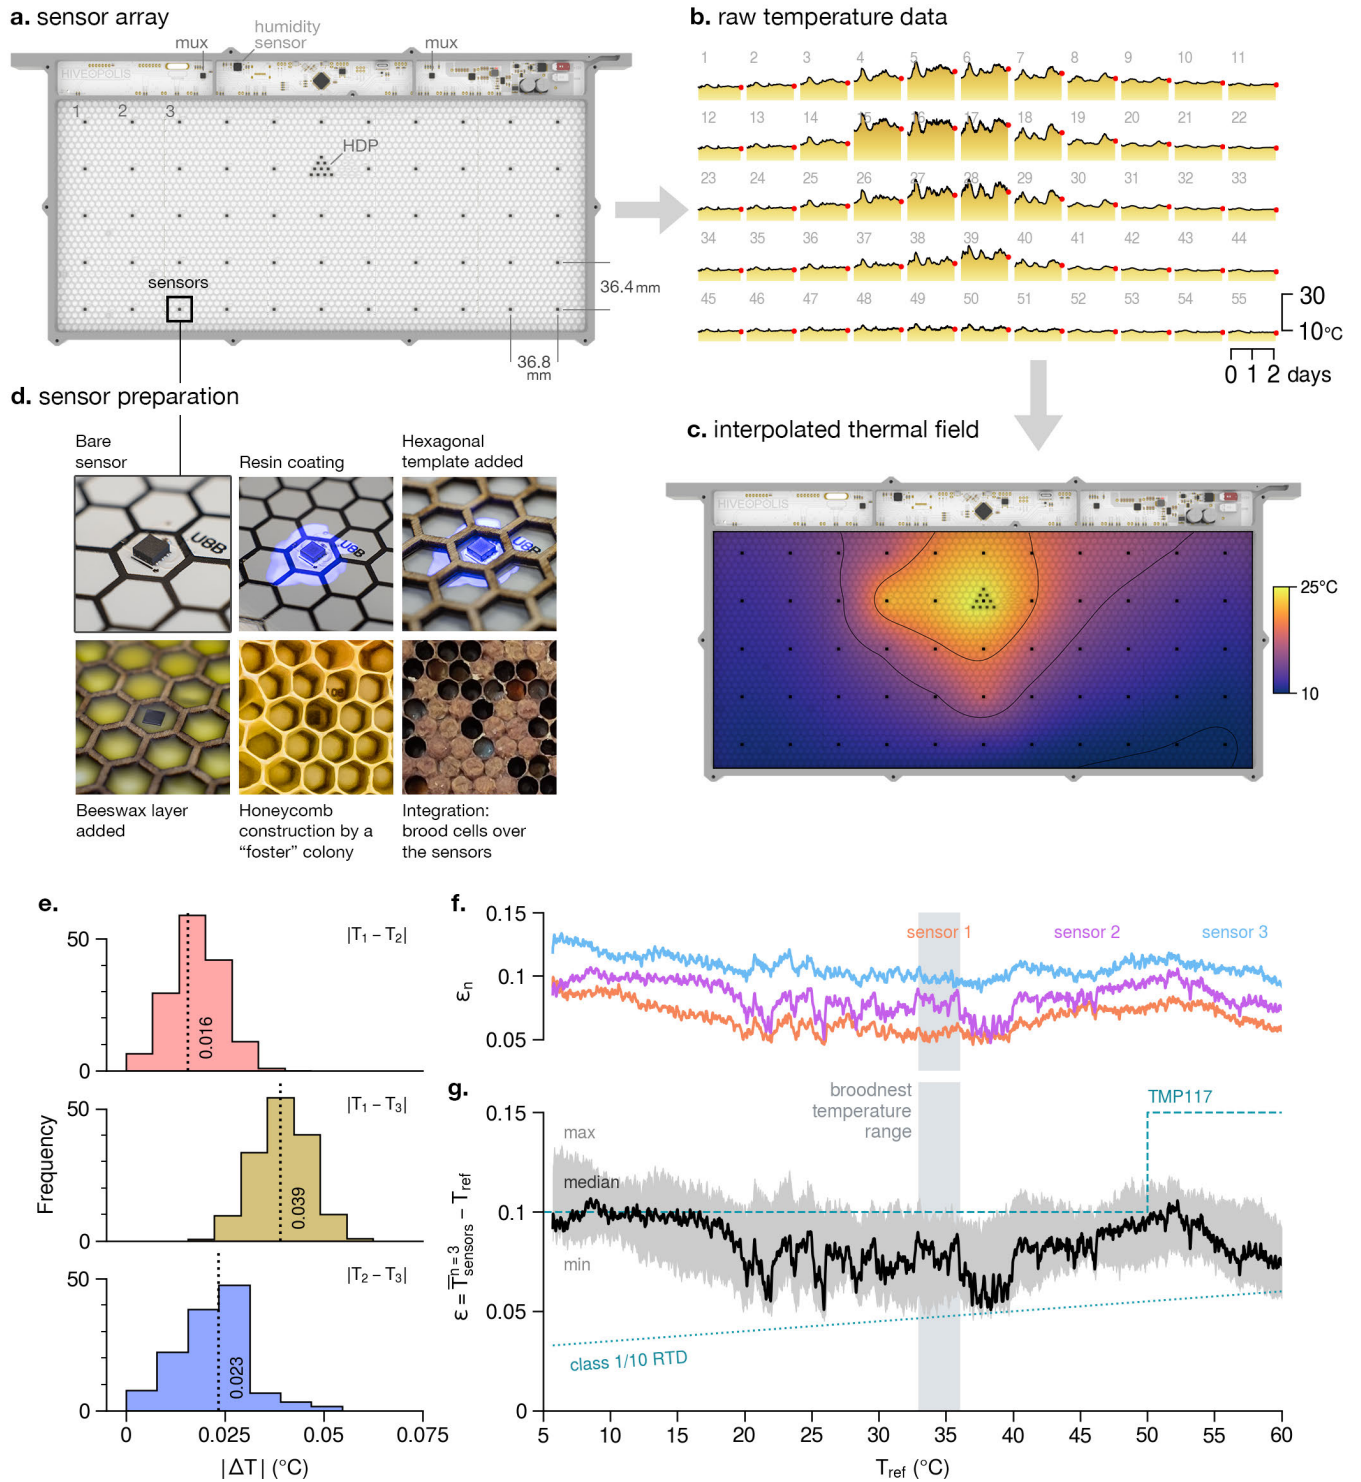 a. sensor array
humidity
sensor
mux
mux
HIVEOPOLIS
1 2 3
HDP
sensors
36.4 mm
36.8
mm
b. raw temperature data
1 2 3 4 5 6 7 8 9 10 11
12 13 14 15 16 17 18 19 20 21 22
23 24 25 26 27 28 29 30 31 32 33
34 35 36 37 38 39 40 41 42 43 44
45 46 47 48 49 50 51 52 53 54 55
30
10°C
0 1 2 days
c. interpolated thermal field
HIVEOPOLIS
25°C
10
d. sensor preparation
Bare
sensor
Resin coating
Hexagonal
template added
U8B
U8B
U8B
Beeswax layer
added
Honeycomb
construction by a
“foster” colony
Integration:
brood cells over
the sensors
e.
|T₁ – T₂|
50
0
0.016
|T₁ – T₃|
50
0
0.039
|T₂ – T₃|
50
0
0.023
Frequency
0 0.025 0.05 0.075
|ΔT| (°C)
f.
0.15
0.1
0.05
εₙ
sensor 1
sensor 2
sensor 3
g.
broodnest
temperature
range
TMP117
max
median
min
class 1/10 RTD
0.15
0.1
0.05
0
ε = T̿ⁿ⁼³sensors – Tref
5 10 15 20 25 30 35 40 45 50 55 60
Tref (°C)